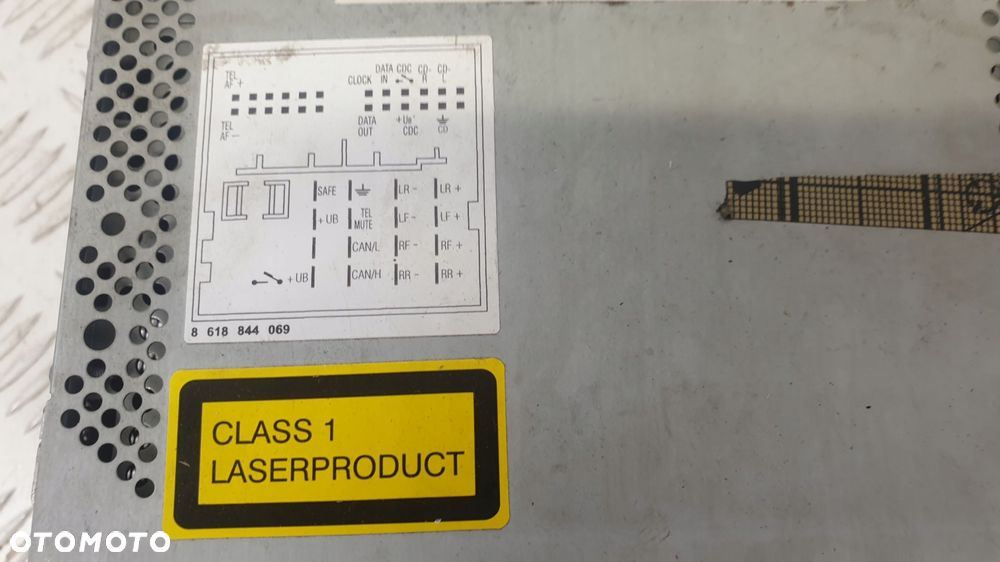 TEL AF +
CLOCK DATA IN CDC CD- R CD- L
TEL AF -
DATA OUT +UB' CDC CD
SAFE LR - LR +
+ UB TEL MUTE LF - LF +
CAN/L RF - RF +
+ UB CAN/H RR - RR +
8 618 844 069
CLASS 1
LASERPRODUCT
OTOMOTO